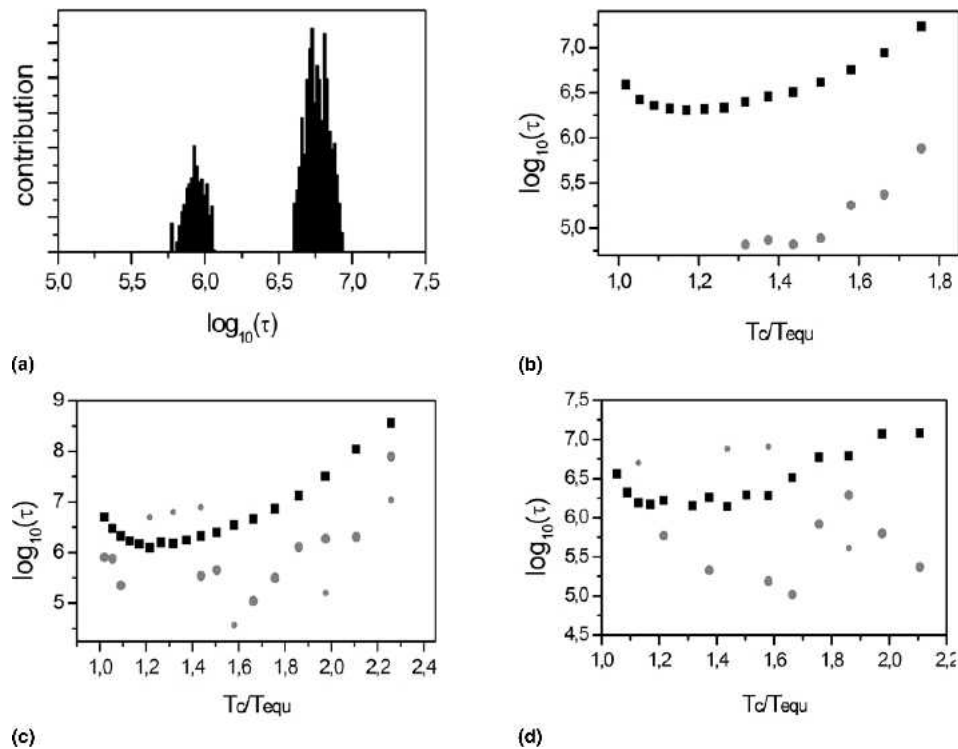 contribution
5,0 5,5 6,0 6,5 7,0 7,5
log10(τ)
(a)
log10(τ)
7,0
6,5
6,0
5,5
5,0
1,0 1,2 1,4 1,6 1,8
Tc/Tequ
(b)
log10(τ)
9
8
7
6
5
1,0 1,2 1,4 1,6 1,8 2,0 2,2 2,4
Tc/Tequ
(c)
log10(τ)
7,5
7,0
6,5
6,0
5,5
5,0
4,5
1,0 1,2 1,4 1,6 1,8 2,0 2,2
Tc/Tequ
(d)